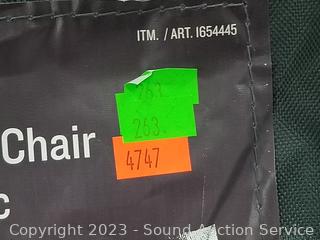 ITM. / ART. 1654445
263
263
Chair
4747
c
Copyright 2023 - Sound Auction Service